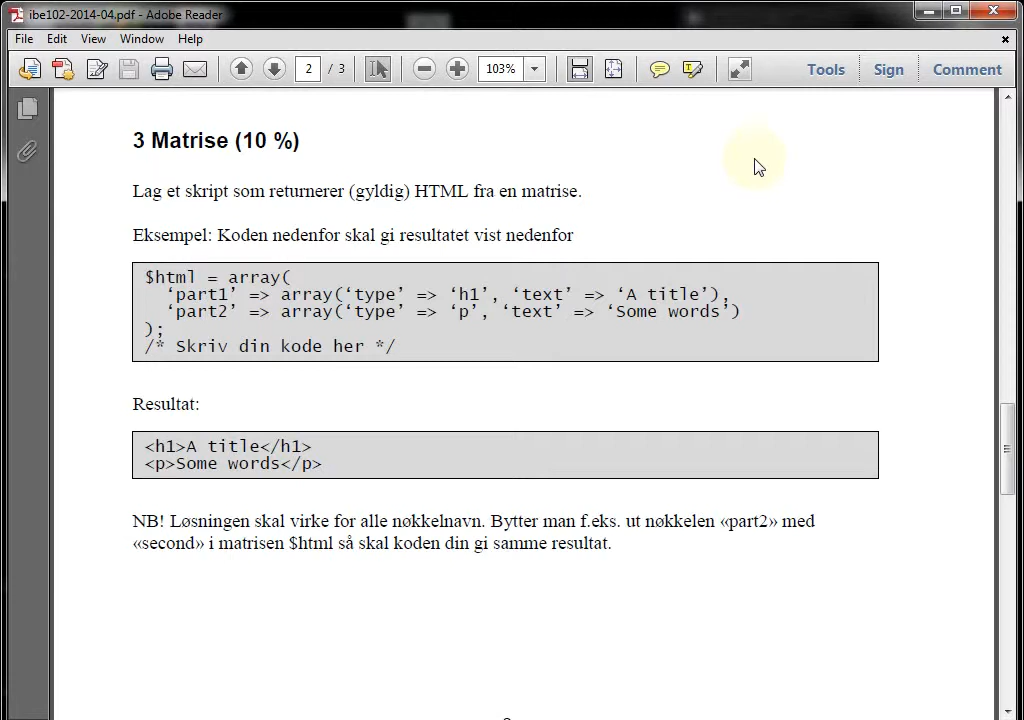 ibe102-2014-04.pdf - Adobe Reader
File Edit View Window Help
2 / 3 103% Tools Sign Comment
3 Matrise (10 %)
Lag et skript som returnerer (gyldig) HTML fra en matrise.
Eksempel: Koden nedenfor skal gi resultatet vist nedenfor
$html = array(
‘part1’ => array(‘type’ => ‘h1’, ‘text’ => ‘A title’),
‘part2’ => array(‘type’ => ‘p’, ‘text’ => ‘Some words’)
);
/* Skriv din kode her */
Resultat:
<h1>A title</h1>
<p>Some words</p>
NB! Løsningen skal virke for alle nøkkelnavn. Bytter man f.eks. ut nøkkelen «part2» med
«second» i matrisen $html så skal koden din gi samme resultat.